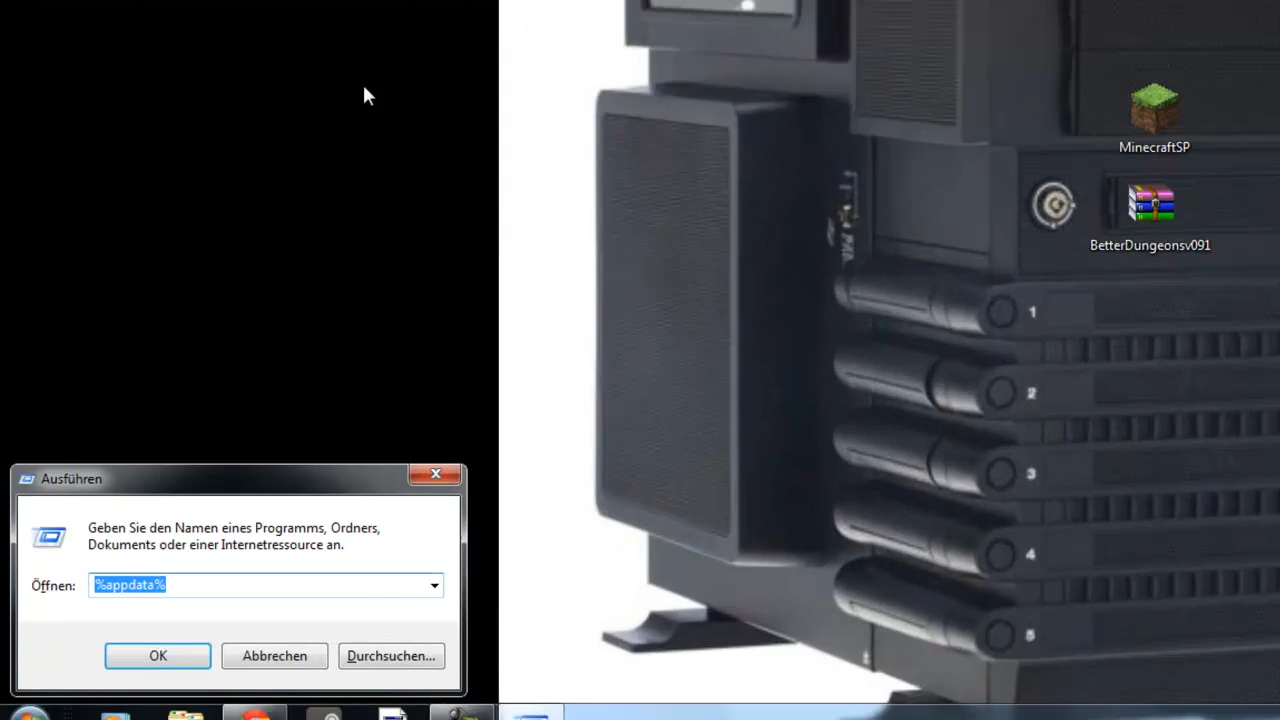 MinecraftSP
BetterDungeonsv091
1
2
3
4
5
Ausführen
Geben Sie den Namen eines Programms, Ordners,
Dokuments oder einer Internetressource an.
Öffnen: %appdata%
OK Abbrechen Durchsuchen...